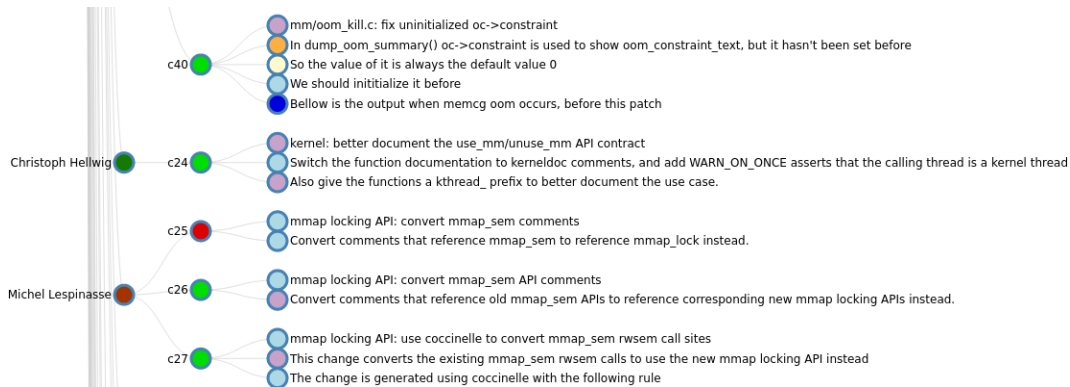 mm/oom_kill.c: fix uninitialized oc->constraint
In dump_oom_summary() oc->constraint is used to show oom_constraint_text, but it hasn't been set before
c40
So the value of it is always the default value 0
We should inititialize it before
Bellow is the output when memcg oom occurs, before this patch
kernel: better document the use_mm/unuse_mm API contract
Christoph Hellwig
c24
Switch the function documentation to kerneldoc comments, and add WARN_ON_ONCE asserts that the calling thread is a kernel thread
Also give the functions a kthread_ prefix to better document the use case.
mmap locking API: convert mmap_sem comments
c25
Convert comments that reference mmap_sem to reference mmap_lock instead.
mmap locking API: convert mmap_sem API comments
Michel Lespinasse
c26
Convert comments that reference old mmap_sem APIs to reference corresponding new mmap locking APIs instead.
mmap locking API: use coccinelle to convert mmap_sem rwsem call sites
c27
This change converts the existing mmap_sem rwsem calls to use the new mmap locking API instead
The change is generated using coccinelle with the following rule